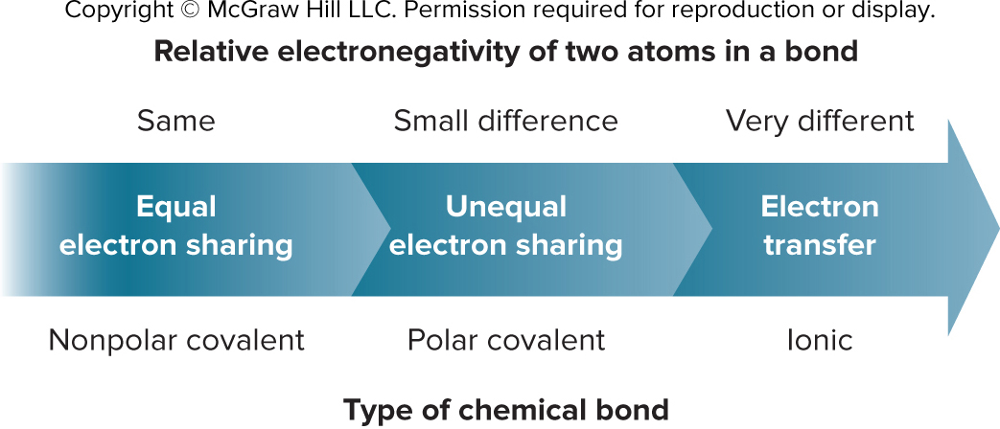 Copyright © McGraw Hill LLC. Permission required for reproduction or display.
Relative electronegativity of two atoms in a bond
Same
Small difference
Very different
Equal
electron sharing
Unequal
electron sharing
Electron
transfer
Nonpolar covalent
Polar covalent
Ionic
Type of chemical bond